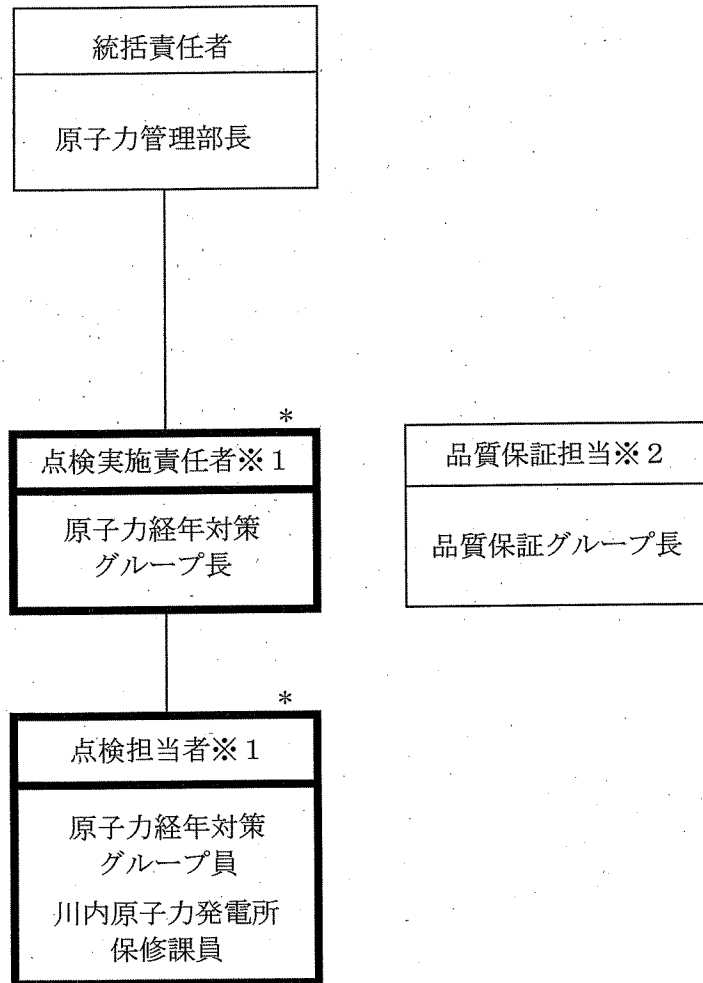 統括責任者
原子力管理部長
*
点検実施責任者※1
原子力経年対策
グループ長
品質保証担当※2
品質保証グループ長
*
点検担当者※1
原子力経年対策
グループ員
川内原子力発電所
保修課員